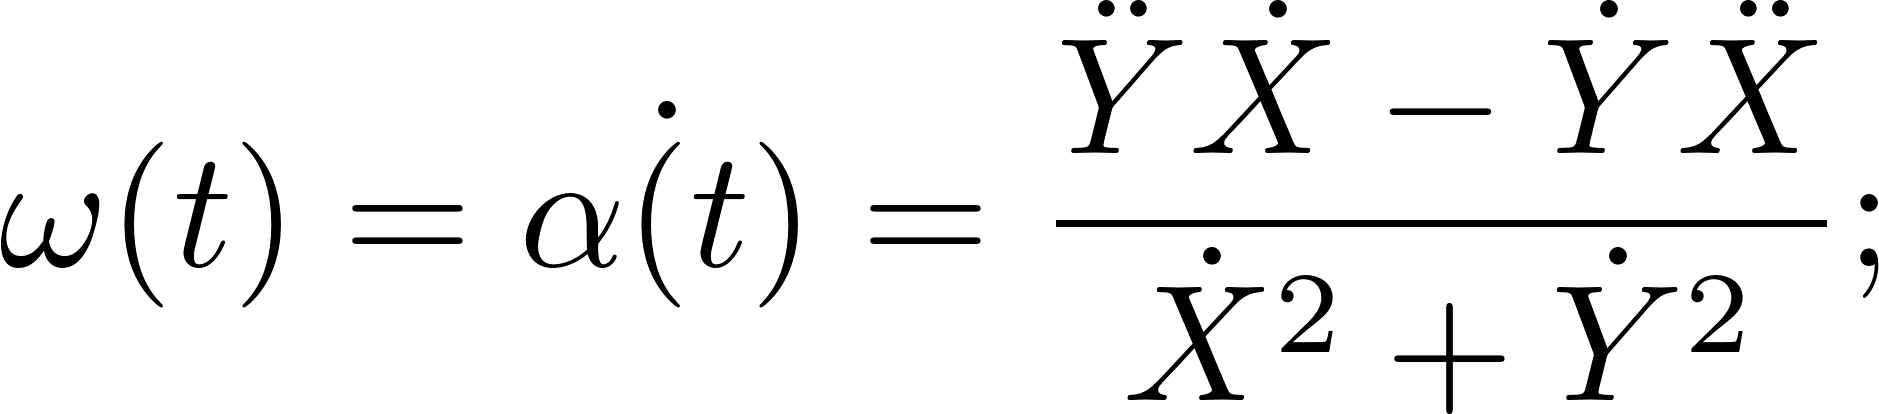 ω(t) = α̇(t) = (ŸẊ − ẎẌ) / (Ẋ² + Ẏ²);